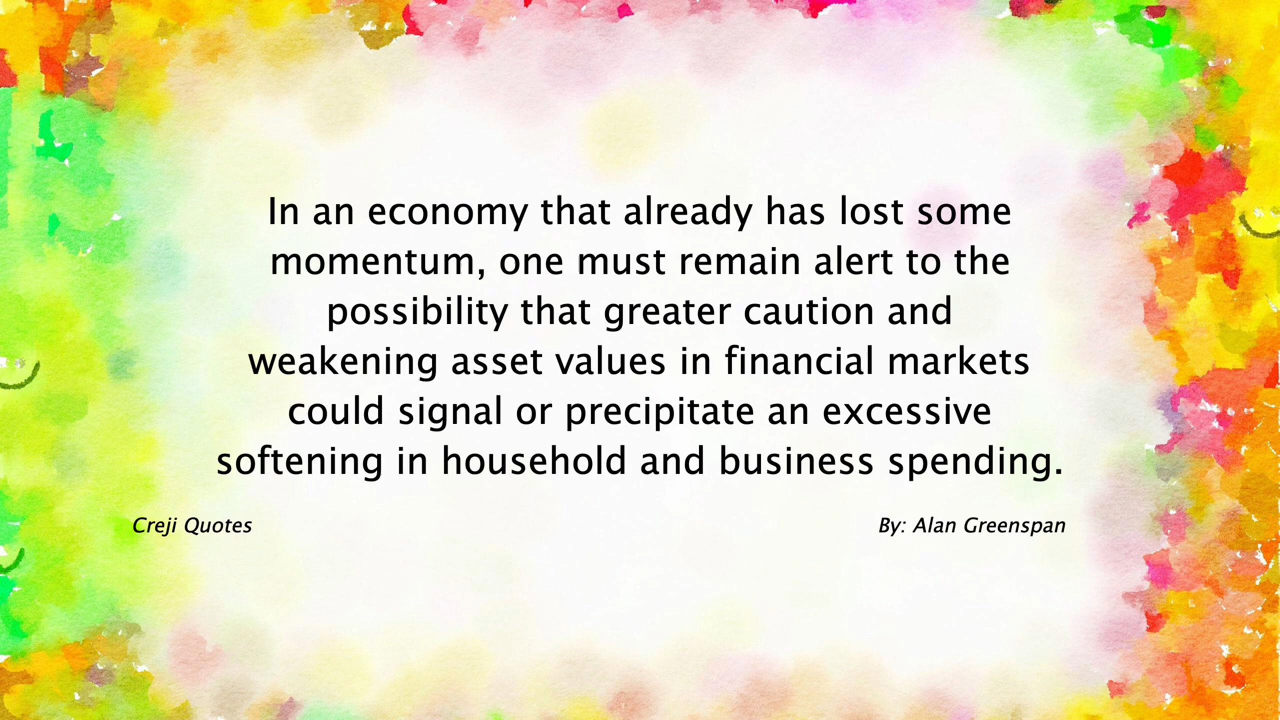 In an economy that already has lost some
momentum, one must remain alert to the
possibility that greater caution and
weakening asset values in financial markets
could signal or precipitate an excessive
softening in household and business spending.
Creji Quotes
By: Alan Greenspan